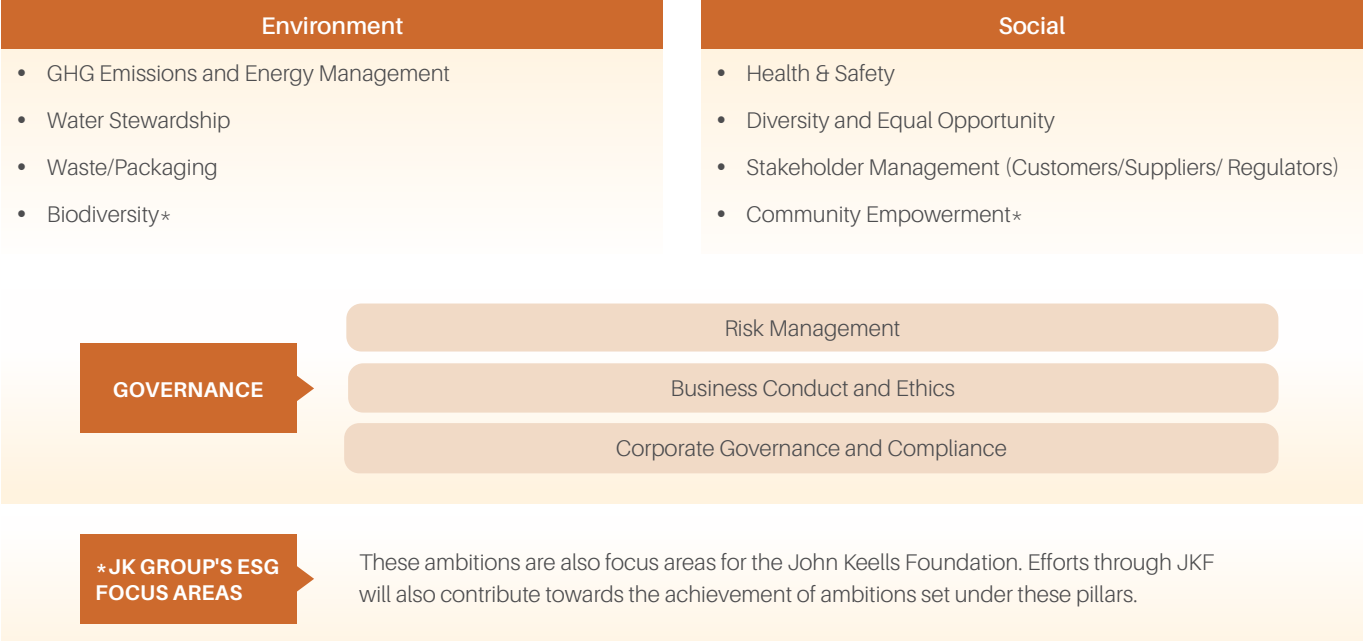 Environment
• GHG Emissions and Energy Management
• Water Stewardship
• Waste/Packaging
• Biodiversity*
Social
• Health & Safety
• Diversity and Equal Opportunity
• Stakeholder Management (Customers/Suppliers/ Regulators)
• Community Empowerment*
GOVERNANCE
Risk Management
Business Conduct and Ethics
Corporate Governance and Compliance
*JK GROUP'S ESG
FOCUS AREAS
These ambitions are also focus areas for the John Keells Foundation. Efforts through JKF
will also contribute towards the achievement of ambitions set under these pillars.